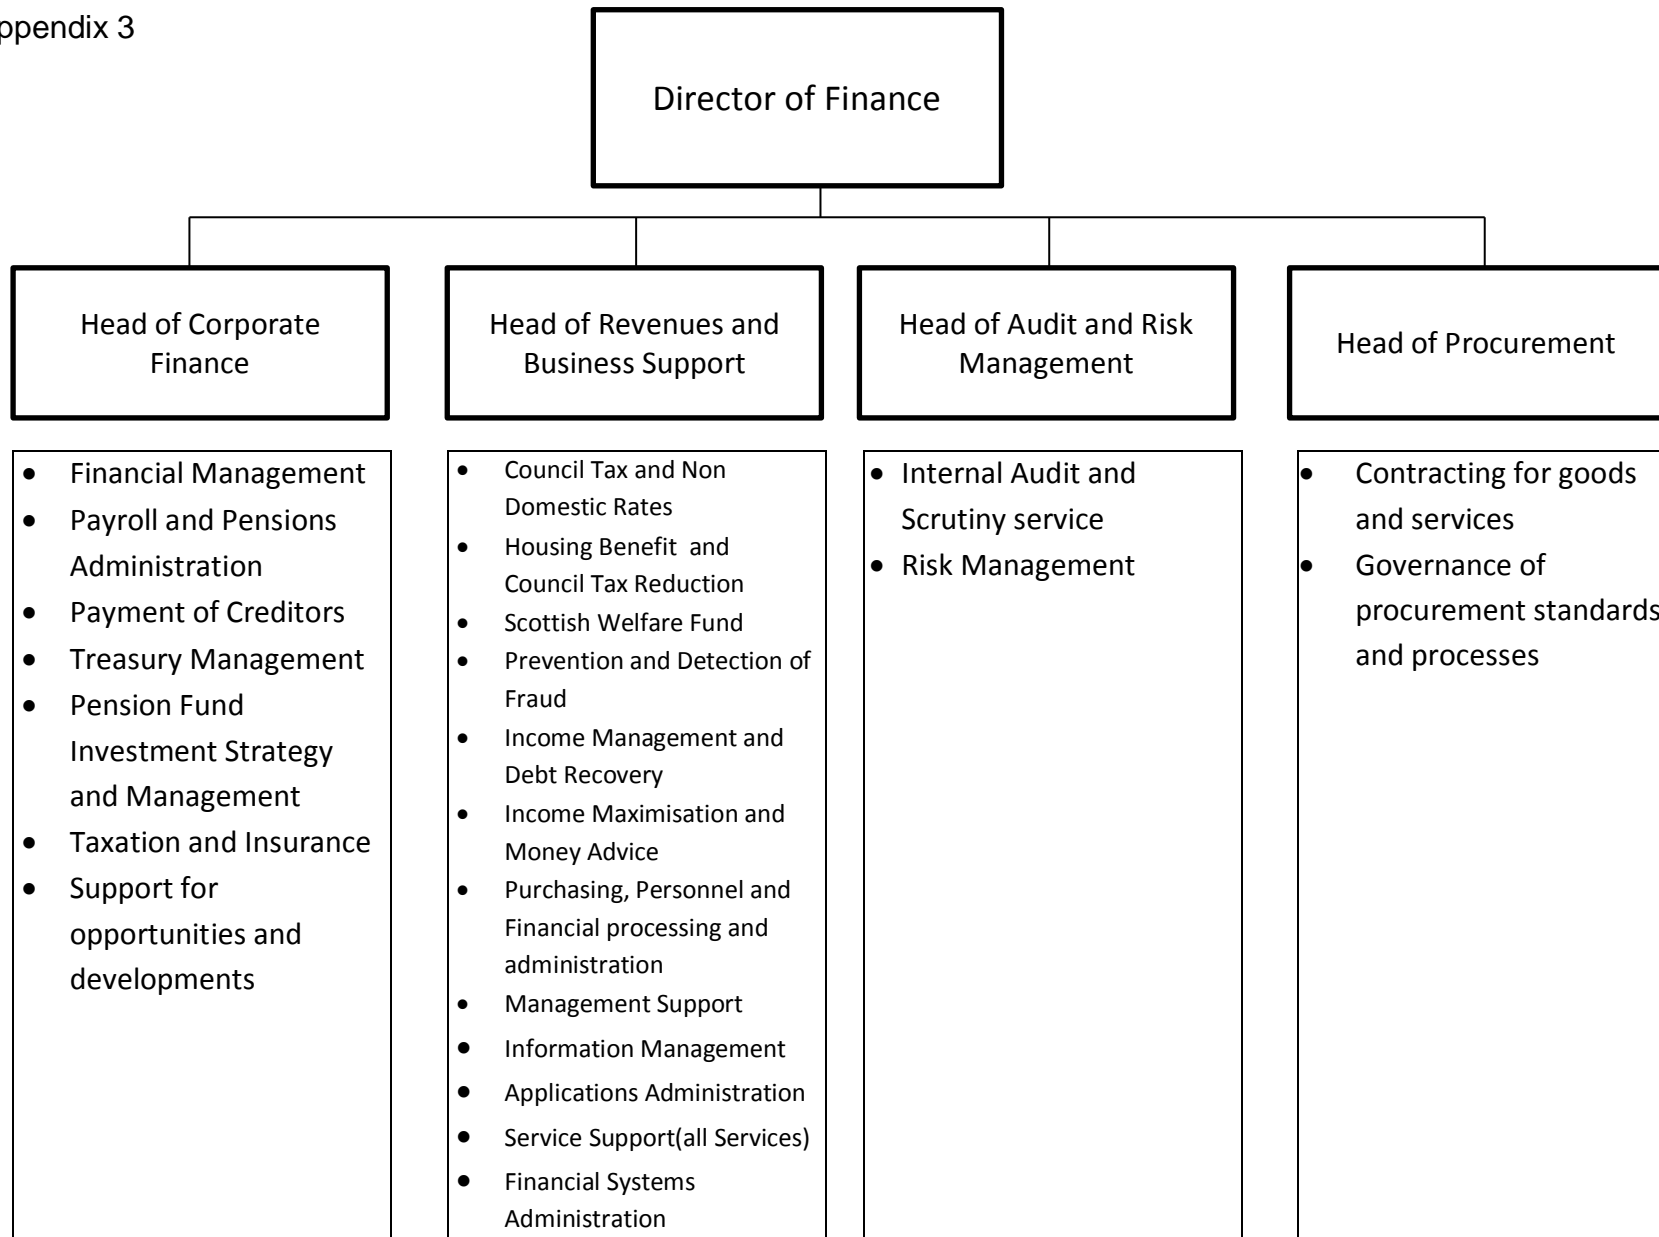 ppendix 3
Director of Finance
Head of Corporate
Finance
Head of Revenues and
Business Support
Head of Audit and Risk
Management
Head of Procurement
• Financial Management
• Payroll and Pensions
Administration
• Payment of Creditors
• Treasury Management
• Pension Fund
Investment Strategy
and Management
• Taxation and Insurance
• Support for
opportunities and
developments
• Council Tax and Non
Domestic Rates
• Housing Benefit  and
Council Tax Reduction
• Scottish Welfare Fund
• Prevention and Detection of
Fraud
• Income Management and
Debt Recovery
• Income Maximisation and
Money Advice
• Purchasing, Personnel and
Financial processing and
administration
• Management Support
• Information Management
• Applications Administration
• Service Support(all Services)
• Financial Systems
Administration
• Internal Audit and
Scrutiny service
• Risk Management
• Contracting for goods
and services
• Governance of
procurement standards
and processes